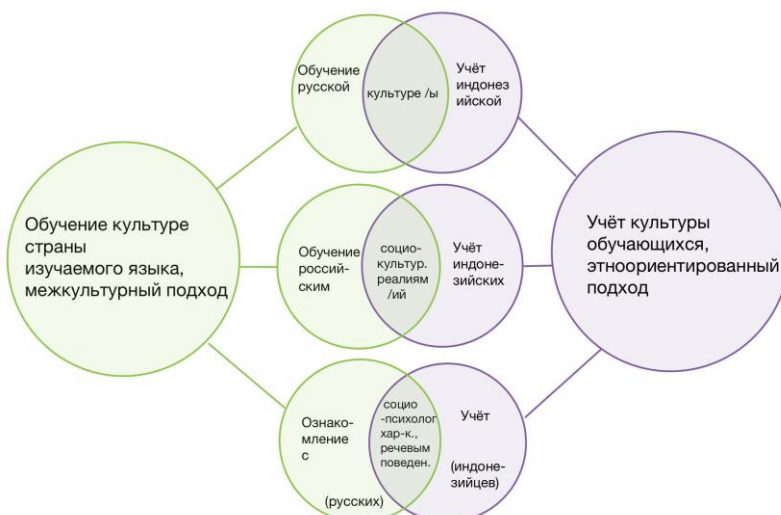 Обучение
русской
культуре /ы
Учёт
индонез
ийской
Обучение культуре
страны
изучаемого языка,
межкультурный подход
Обучение
россий-
ским
социо-
культур.
реалиям
/ий
Учёт
индоне-
зийских
Учёт культуры
обучающихся,
этноориентированный
подход
Ознако-
мление
с
(русских)
социо
-психолог
хар-к.,
речевым
поведен.
Учёт
(индоне-
зийцев)